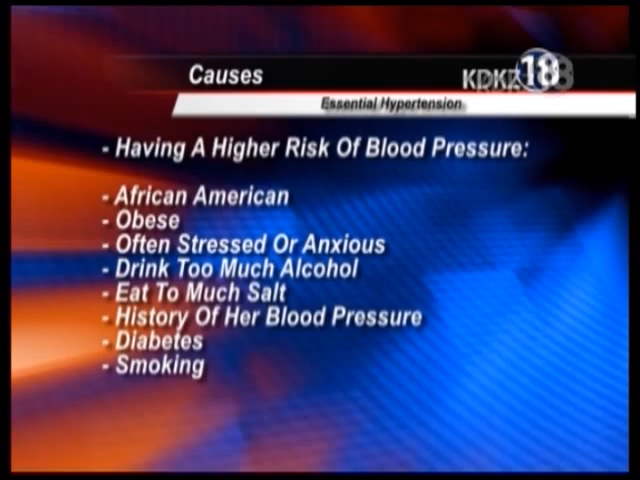 Causes
KDKZ 18
Essential Hypertension
- Having A Higher Risk Of Blood Pressure:
- African American
- Obese
- Often Stressed Or Anxious
- Drink Too Much Alcohol
- Eat To Much Salt
- History Of Her Blood Pressure
- Diabetes
- Smoking